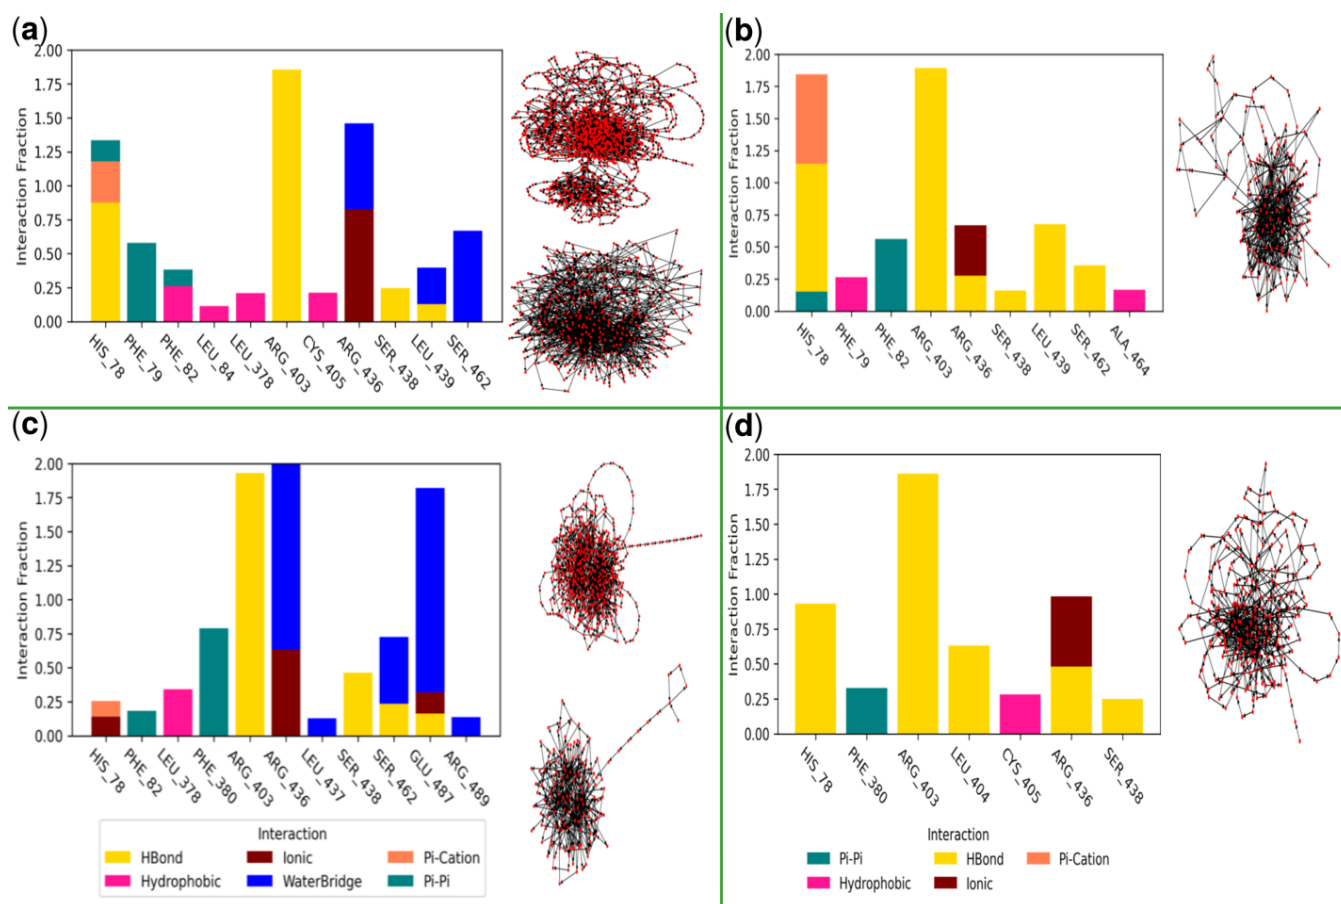 (a)
2.00
1.75
1.50
1.25
1.00
0.75
0.50
0.25
0.00
Interaction Fraction
HIS_78
PHE_79
PHE_82
LEU_84
LEU_378
ARG_403
CYS_405
ARG_436
SER_438
LEU_439
SER_462
(b)
2.00
1.75
1.50
1.25
1.00
0.75
0.50
0.25
0.00
Interaction Fraction
HIS_78
PHE_79
PHE_82
ARG_403
ARG_436
SER_438
LEU_439
SER_462
ALA_464
(c)
2.00
1.75
1.50
1.25
1.00
0.75
0.50
0.25
0.00
Interaction Fraction
HIS_78
PHE_82
LEU_378
PHE_380
ARG_403
ARG_436
LEU_437
SER_438
SER_462
GLU_487
ARG_489
Interaction
HBond Ionic Pi-Cation
Hydrophobic WaterBridge Pi-Pi
(d)
2.00
1.75
1.50
1.25
1.00
0.75
0.50
0.25
0.00
Interaction Fraction
HIS_78
PHE_380
ARG_403
LEU_404
CYS_405
ARG_436
SER_438
Interaction
Pi-Pi HBond Pi-Cation
Hydrophobic Ionic